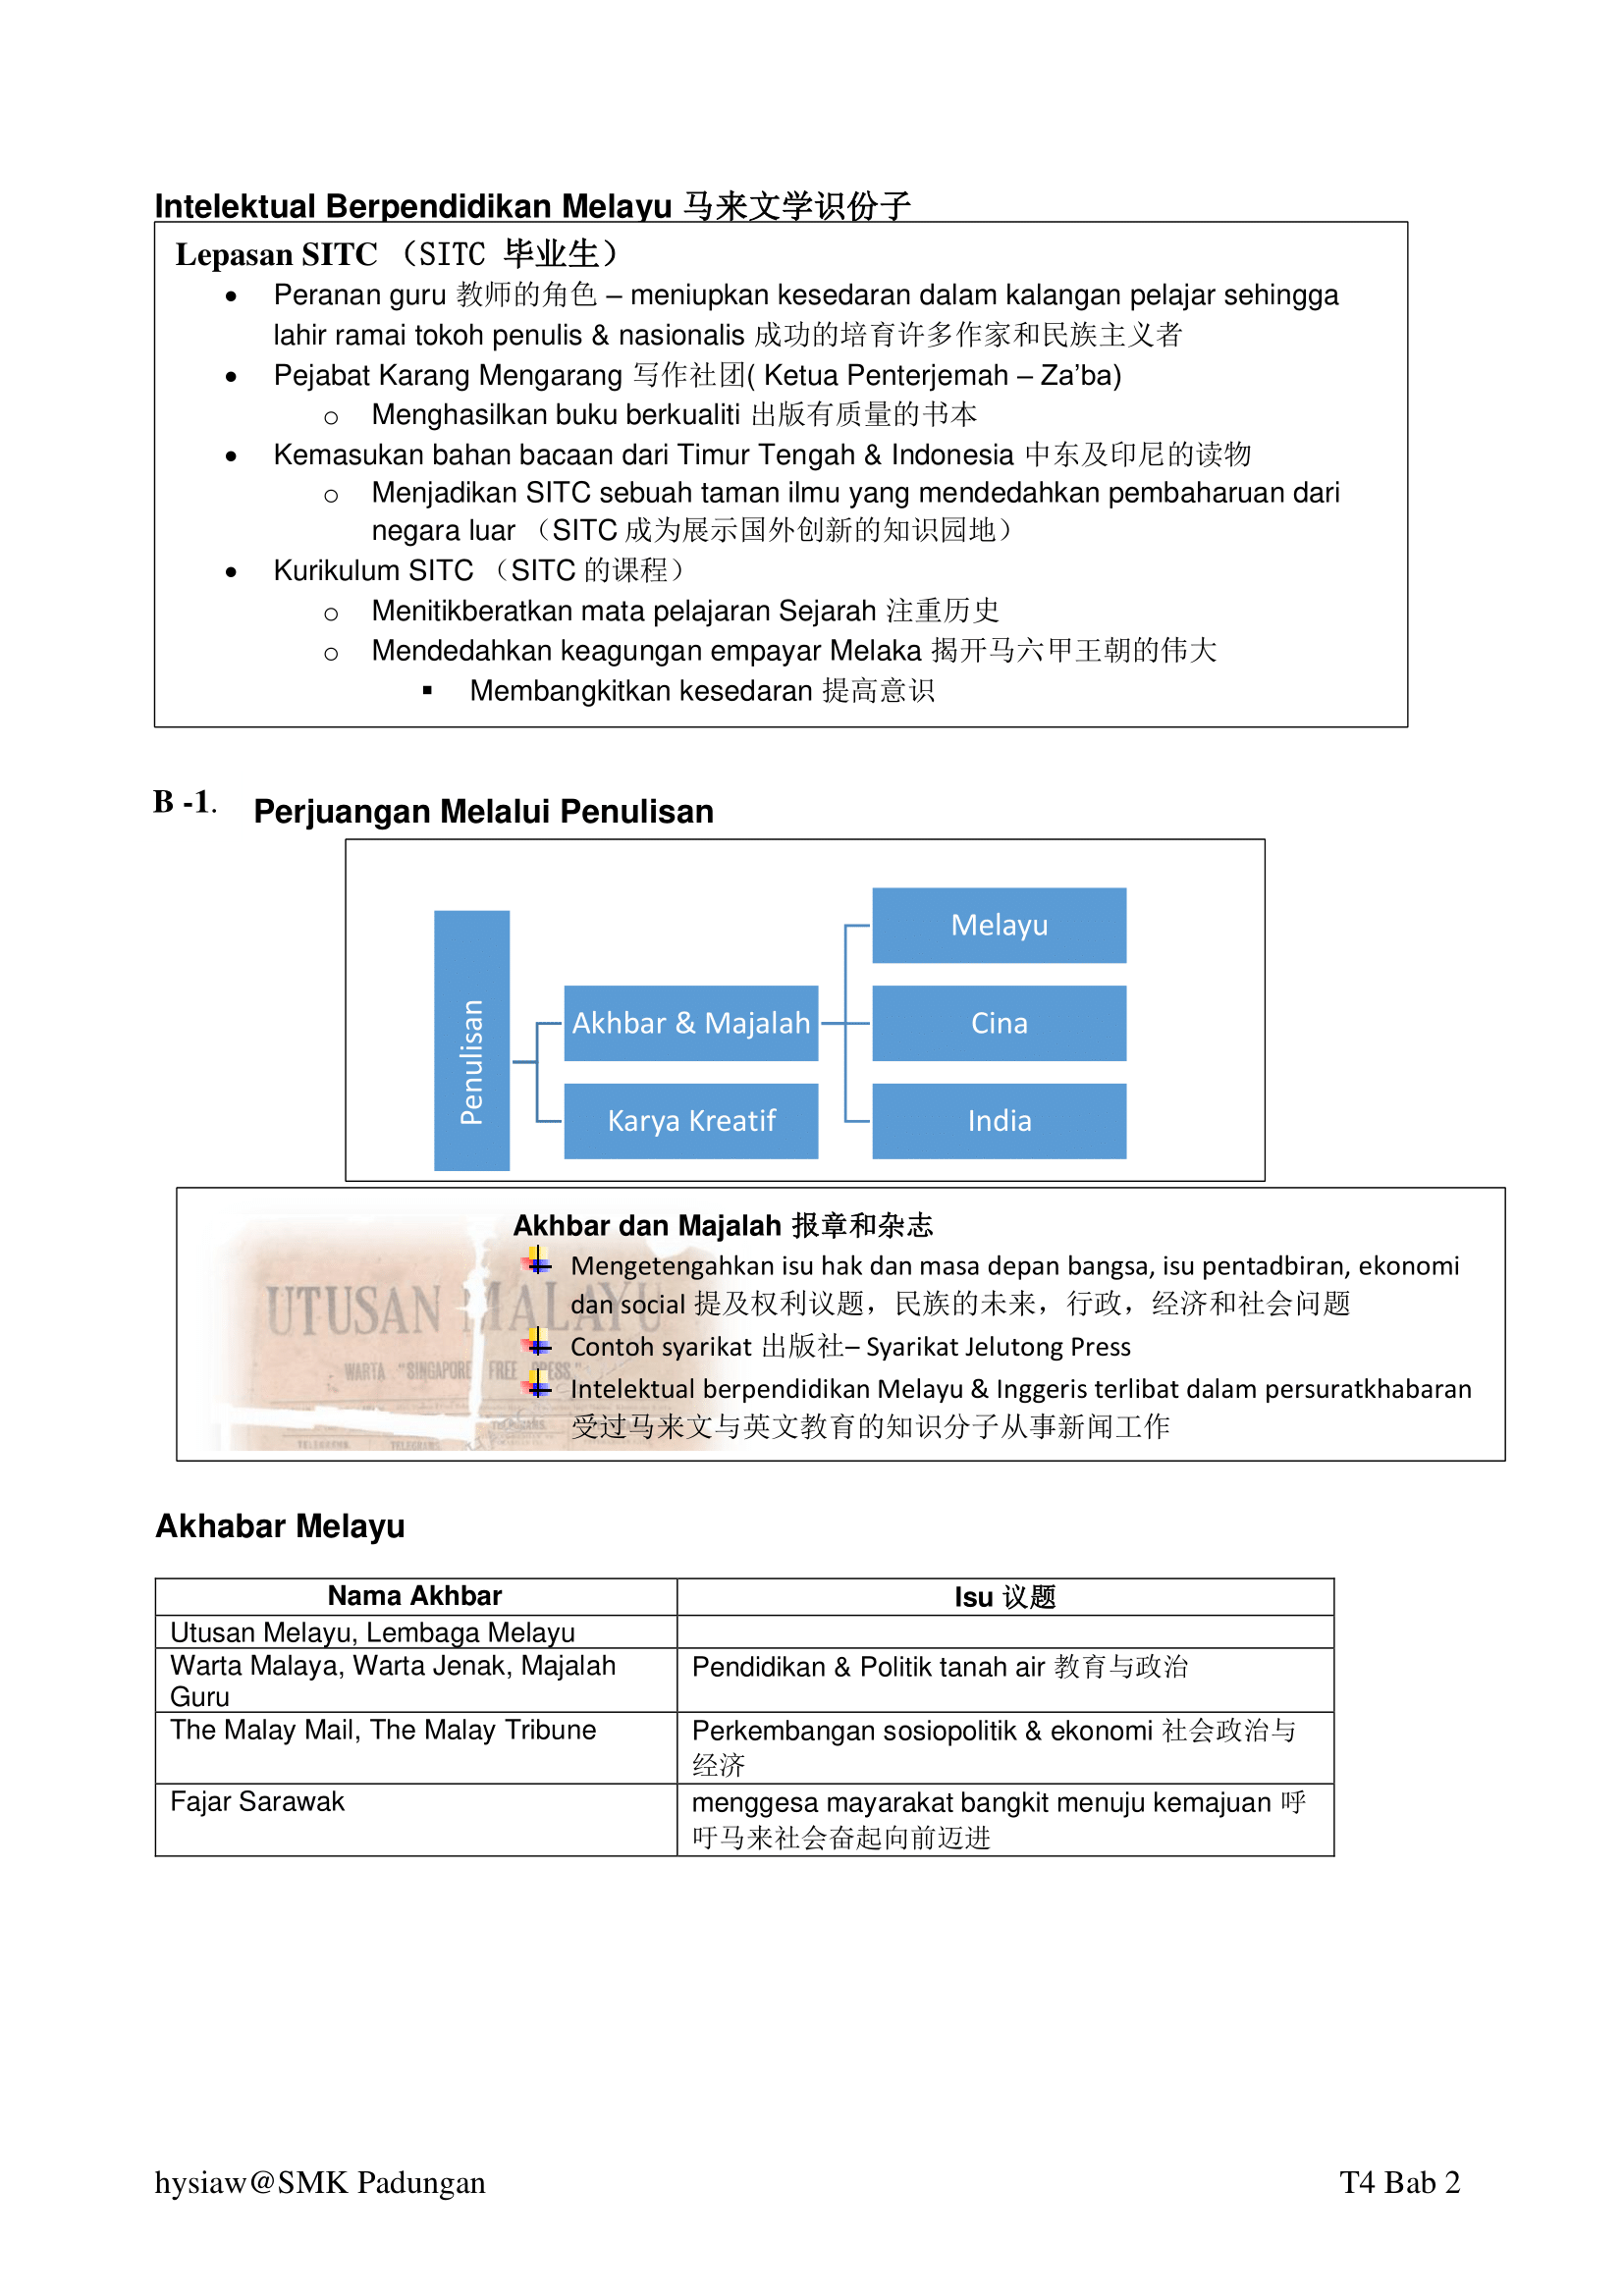 Intelektual Berpendidikan Melayu 马来文学识份子
Lepasan SITC （SITC 毕业生）
• Peranan guru 教师的角色 – meniupkan kesedaran dalam kalangan pelajar sehingga
lahir ramai tokoh penulis & nasionalis 成功的培育许多作家和民族主义者
• Pejabat Karang Mengarang 写作社团( Ketua Penterjemah – Za’ba)
o Menghasilkan buku berkualiti 出版有质量的书本
• Kemasukan bahan bacaan dari Timur Tengah & Indonesia 中东及印尼的读物
o Menjadikan SITC sebuah taman ilmu yang mendedahkan pembaharuan dari
negara luar （SITC 成为展示国外创新的知识园地）
• Kurikulum SITC （SITC 的课程）
o Menitikberatkan mata pelajaran Sejarah 注重历史
o Mendedahkan keagungan empayar Melaka 揭开马六甲王朝的伟大
▪ Membangkitkan kesedaran 提高意识
B -1. Perjuangan Melalui Penulisan
Penulisan
Akhbar & Majalah
Karya Kreatif
Melayu
Cina
India
UTUSAN MALAYU
WARTA "SINGAPORE FREE PRESS."
Akhbar dan Majalah 报章和杂志
Mengetengahkan isu hak dan masa depan bangsa, isu pentadbiran, ekonomi
dan social 提及权利议题，民族的未来，行政，经济和社会问题
Contoh syarikat 出版社– Syarikat Jelutong Press
Intelektual berpendidikan Melayu & Inggeris terlibat dalam persuratkhabaran
受过马来文与英文教育的知识分子从事新闻工作
Akhabar Melayu
Nama Akhbar Isu 议题
Utusan Melayu, Lembaga Melayu
Warta Malaya, Warta Jenak, Majalah Pendidikan & Politik tanah air 教育与政治
Guru
The Malay Mail, The Malay Tribune Perkembangan sosiopolitik & ekonomi 社会政治与
经济
Fajar Sarawak menggesa mayarakat bangkit menuju kemajuan 呼
吁马来社会奋起向前迈进
hysiaw@SMK Padungan T4 Bab 2